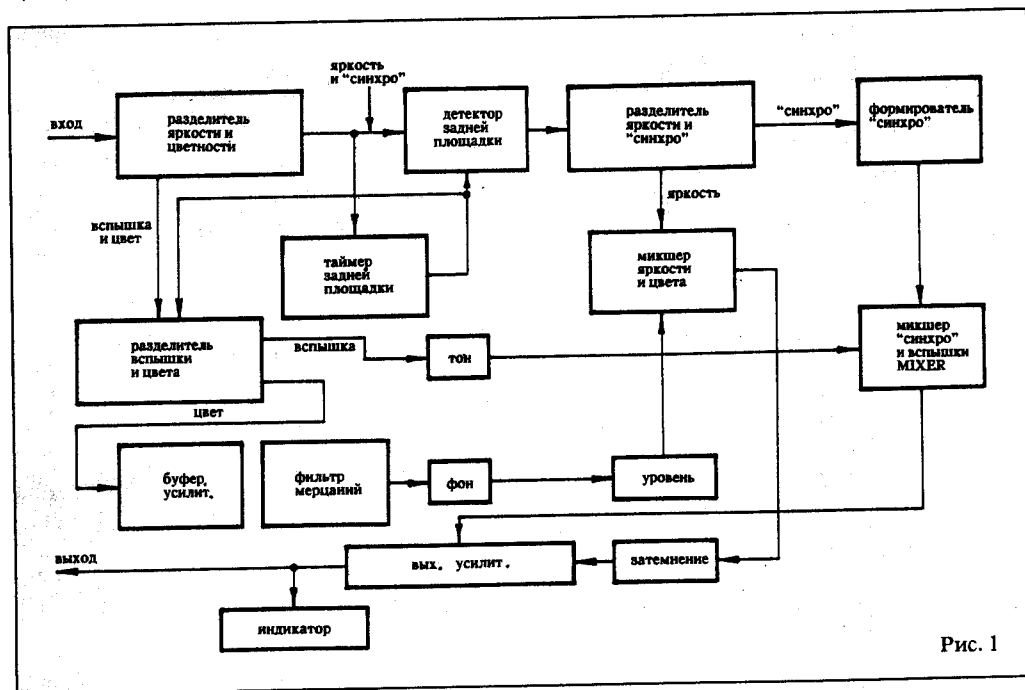 яркость
и "синхро"
вход
разделитель
яркости и
цветности
детектор
задней
площадки
разделитель
яркости и
"синхро"
"синхро"
формирователь
"синхро"
вспышка
и цвет
таймер
задней
площадки
яркость
микшер
яркости
и цвета
разделитель
вспышки
и цвета
вспышка
тон
микшер
"синхро"
и вспышки
MIXER
цвет
буфер.
усилит.
фильтр
мерцаний
фон
уровень
выход
вых. усилит.
затемнение
индикатор
Рис. 1